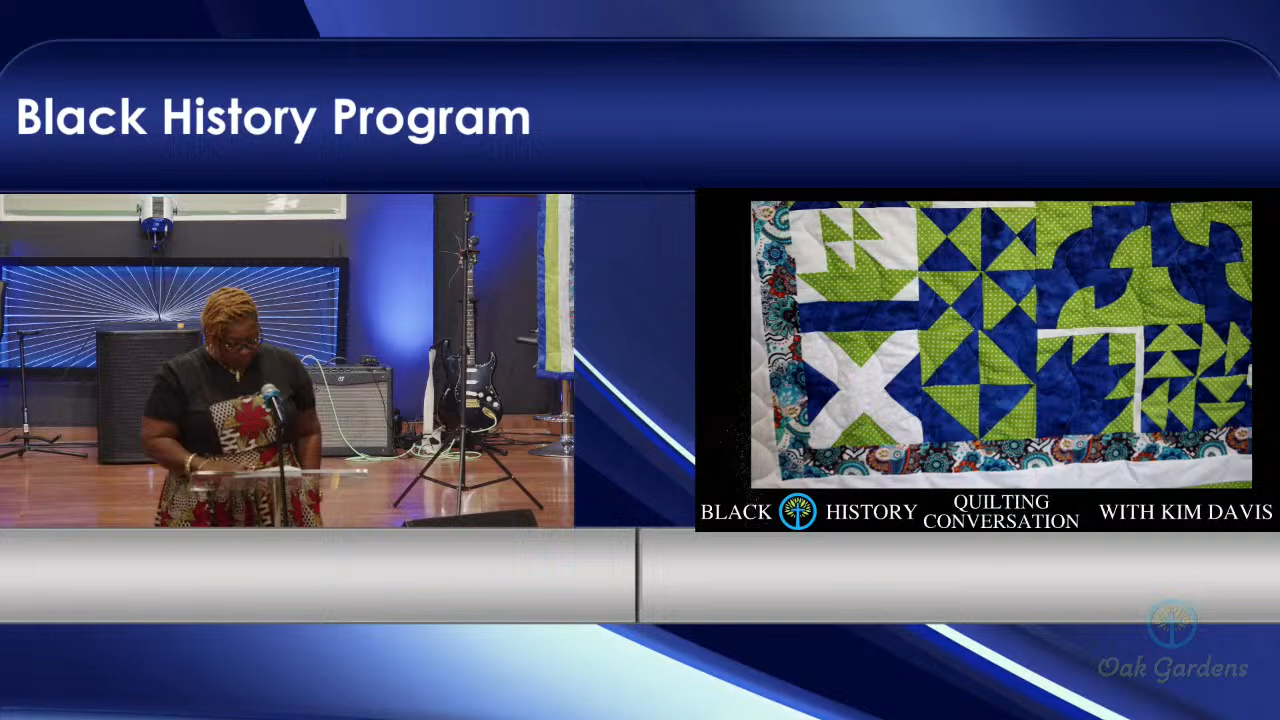 Black History Program
BLACK HISTORY QUILTING CONVERSATION WITH KIM DAVIS
Oak Gardens